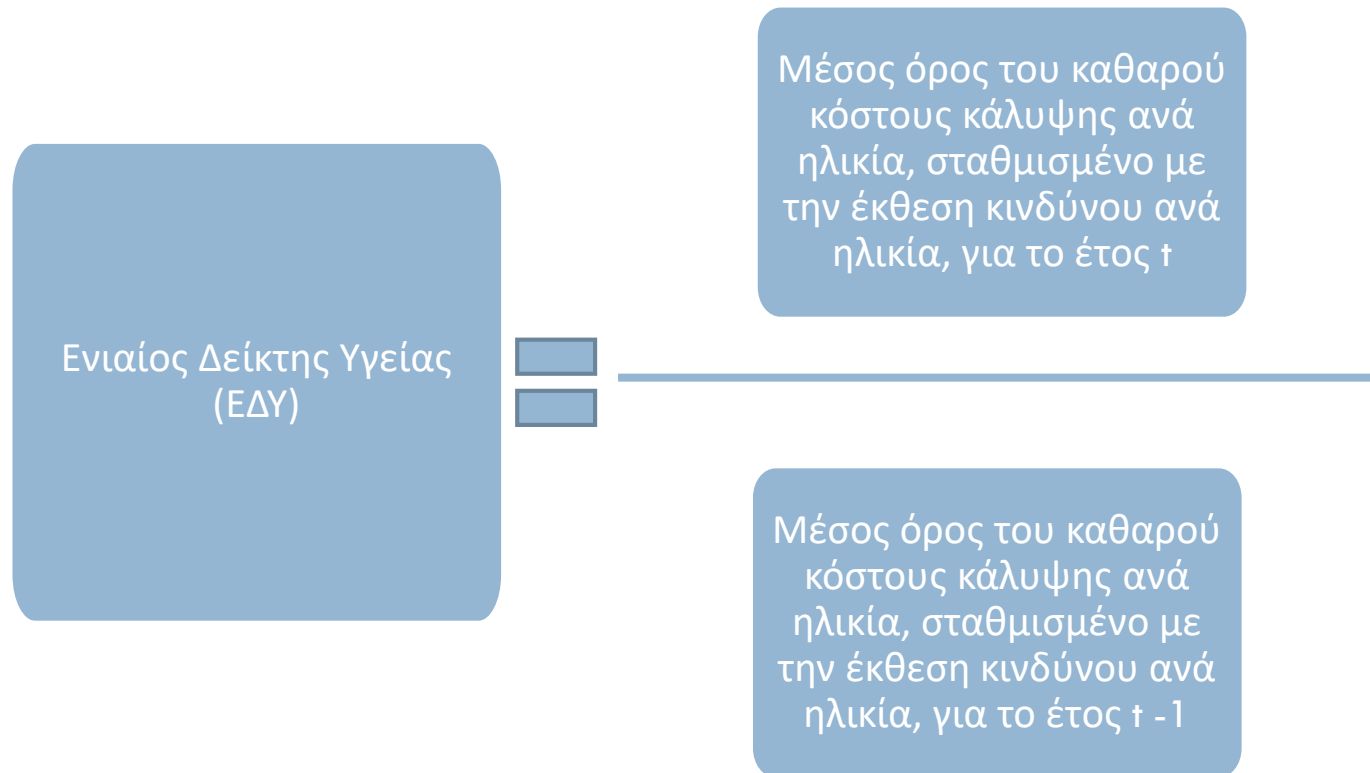 Μέσος όρος του καθαρού
κόστους κάλυψης ανά
ηλικία, σταθμισμένο με
την έκθεση κινδύνου ανά
ηλικία, για το έτος t
Ενιαίος Δείκτης Υγείας
(ΕΔΥ)
Μέσος όρος του καθαρού
κόστους κάλυψης ανά
ηλικία, σταθμισμένο με
την έκθεση κινδύνου ανά
ηλικία, για το έτος t -1